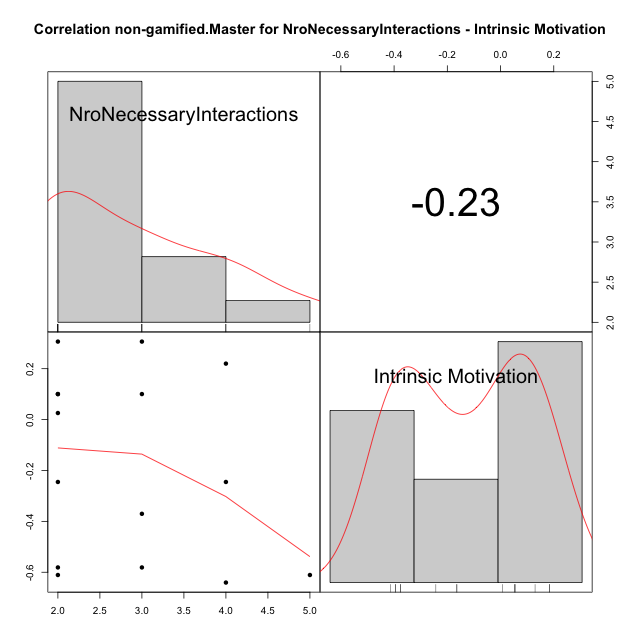 Correlation non-gamified.Master for NroNecessaryInteractions - Intrinsic Motivation
-0.6 -0.4 -0.2 0.0 0.2
NroNecessaryInteractions
-0.23
5.0
4.5
4.0
3.5
3.0
2.5
2.0
Intrinsic Motivation
0.2
0.0
-0.2
-0.4
-0.6
2.0 2.5 3.0 3.5 4.0 4.5 5.0